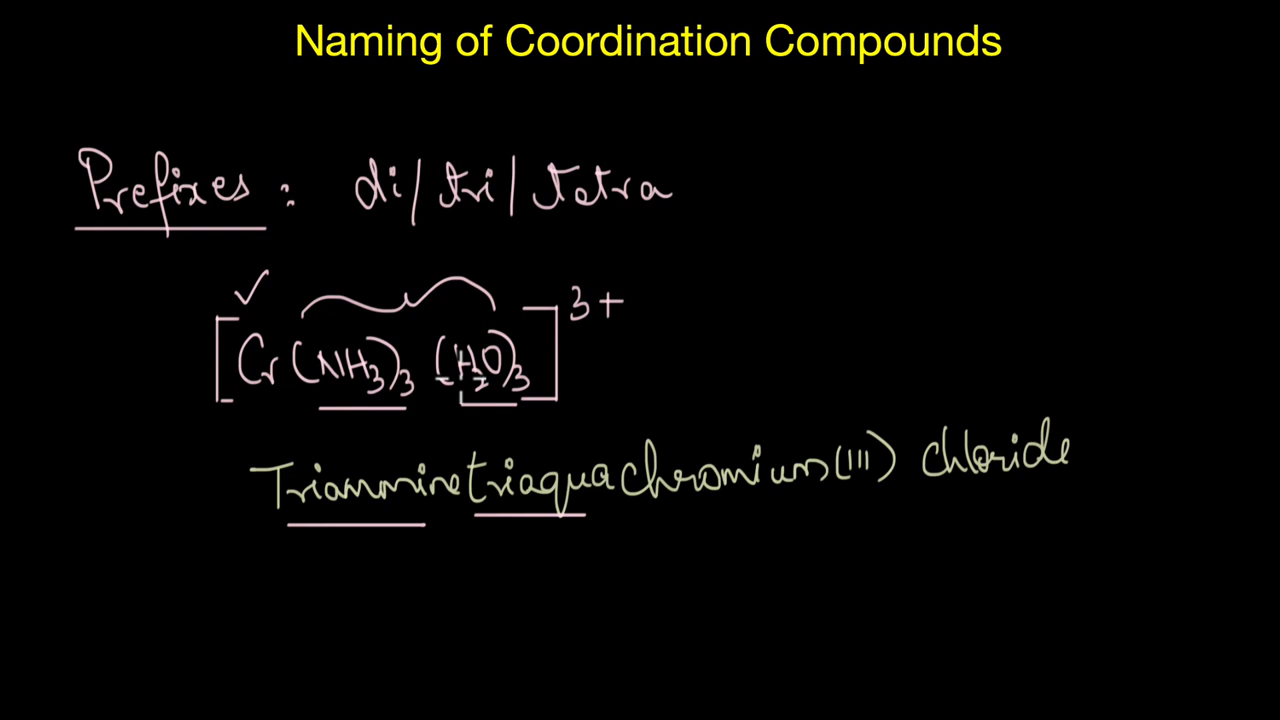 Naming of Coordination Compounds
Prefixes : di/tri/tetra
✓
[Cr(NH₃)₃(H₂O)₃]³⁺
Triamminetriaquachromium(III) chloride